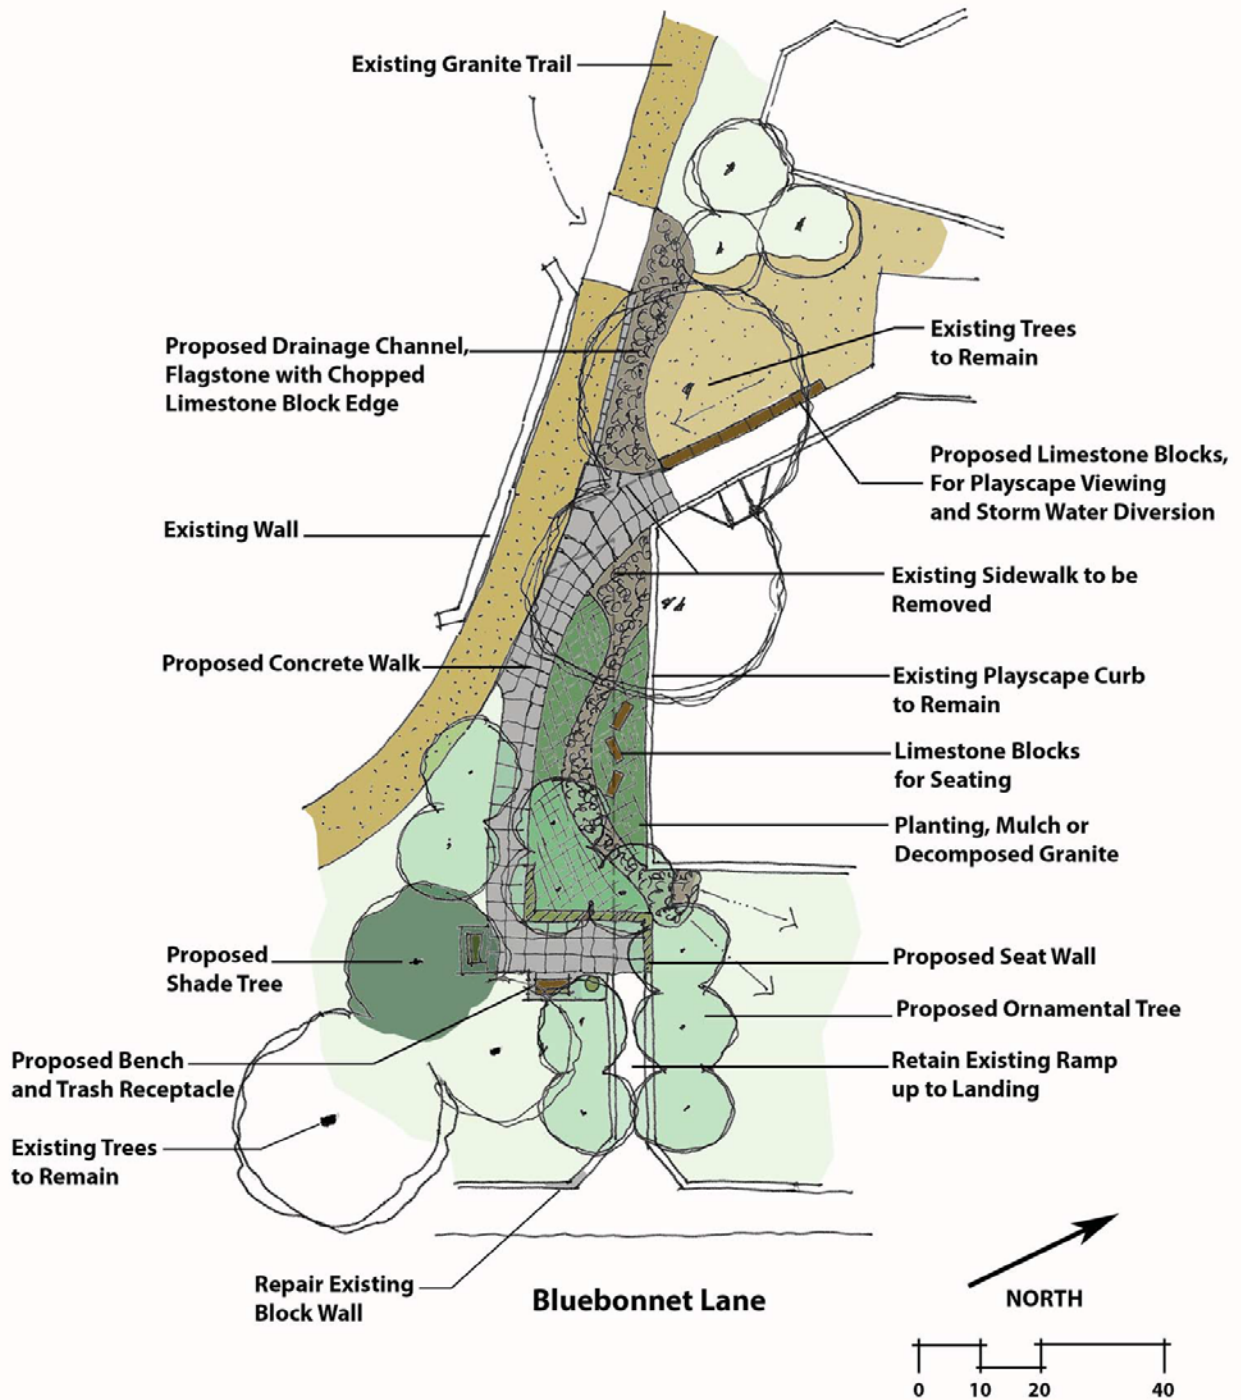 Existing Granite Trail
Proposed Drainage Channel,
Flagstone with Chopped
Limestone Block Edge
Existing Trees
to Remain
Proposed Limestone Blocks,
For Playscape Viewing
and Storm Water Diversion
Existing Wall
Existing Sidewalk to be
Removed
Proposed Concrete Walk
Existing Playscape Curb
to Remain
Limestone Blocks
for Seating
Planting, Mulch or
Decomposed Granite
Proposed
Shade Tree
Proposed Seat Wall
Proposed Ornamental Tree
Proposed Bench
and Trash Receptacle
Retain Existing Ramp
up to Landing
Existing Trees
to Remain
Repair Existing
Block Wall
Bluebonnet Lane
NORTH
0 10 20 40